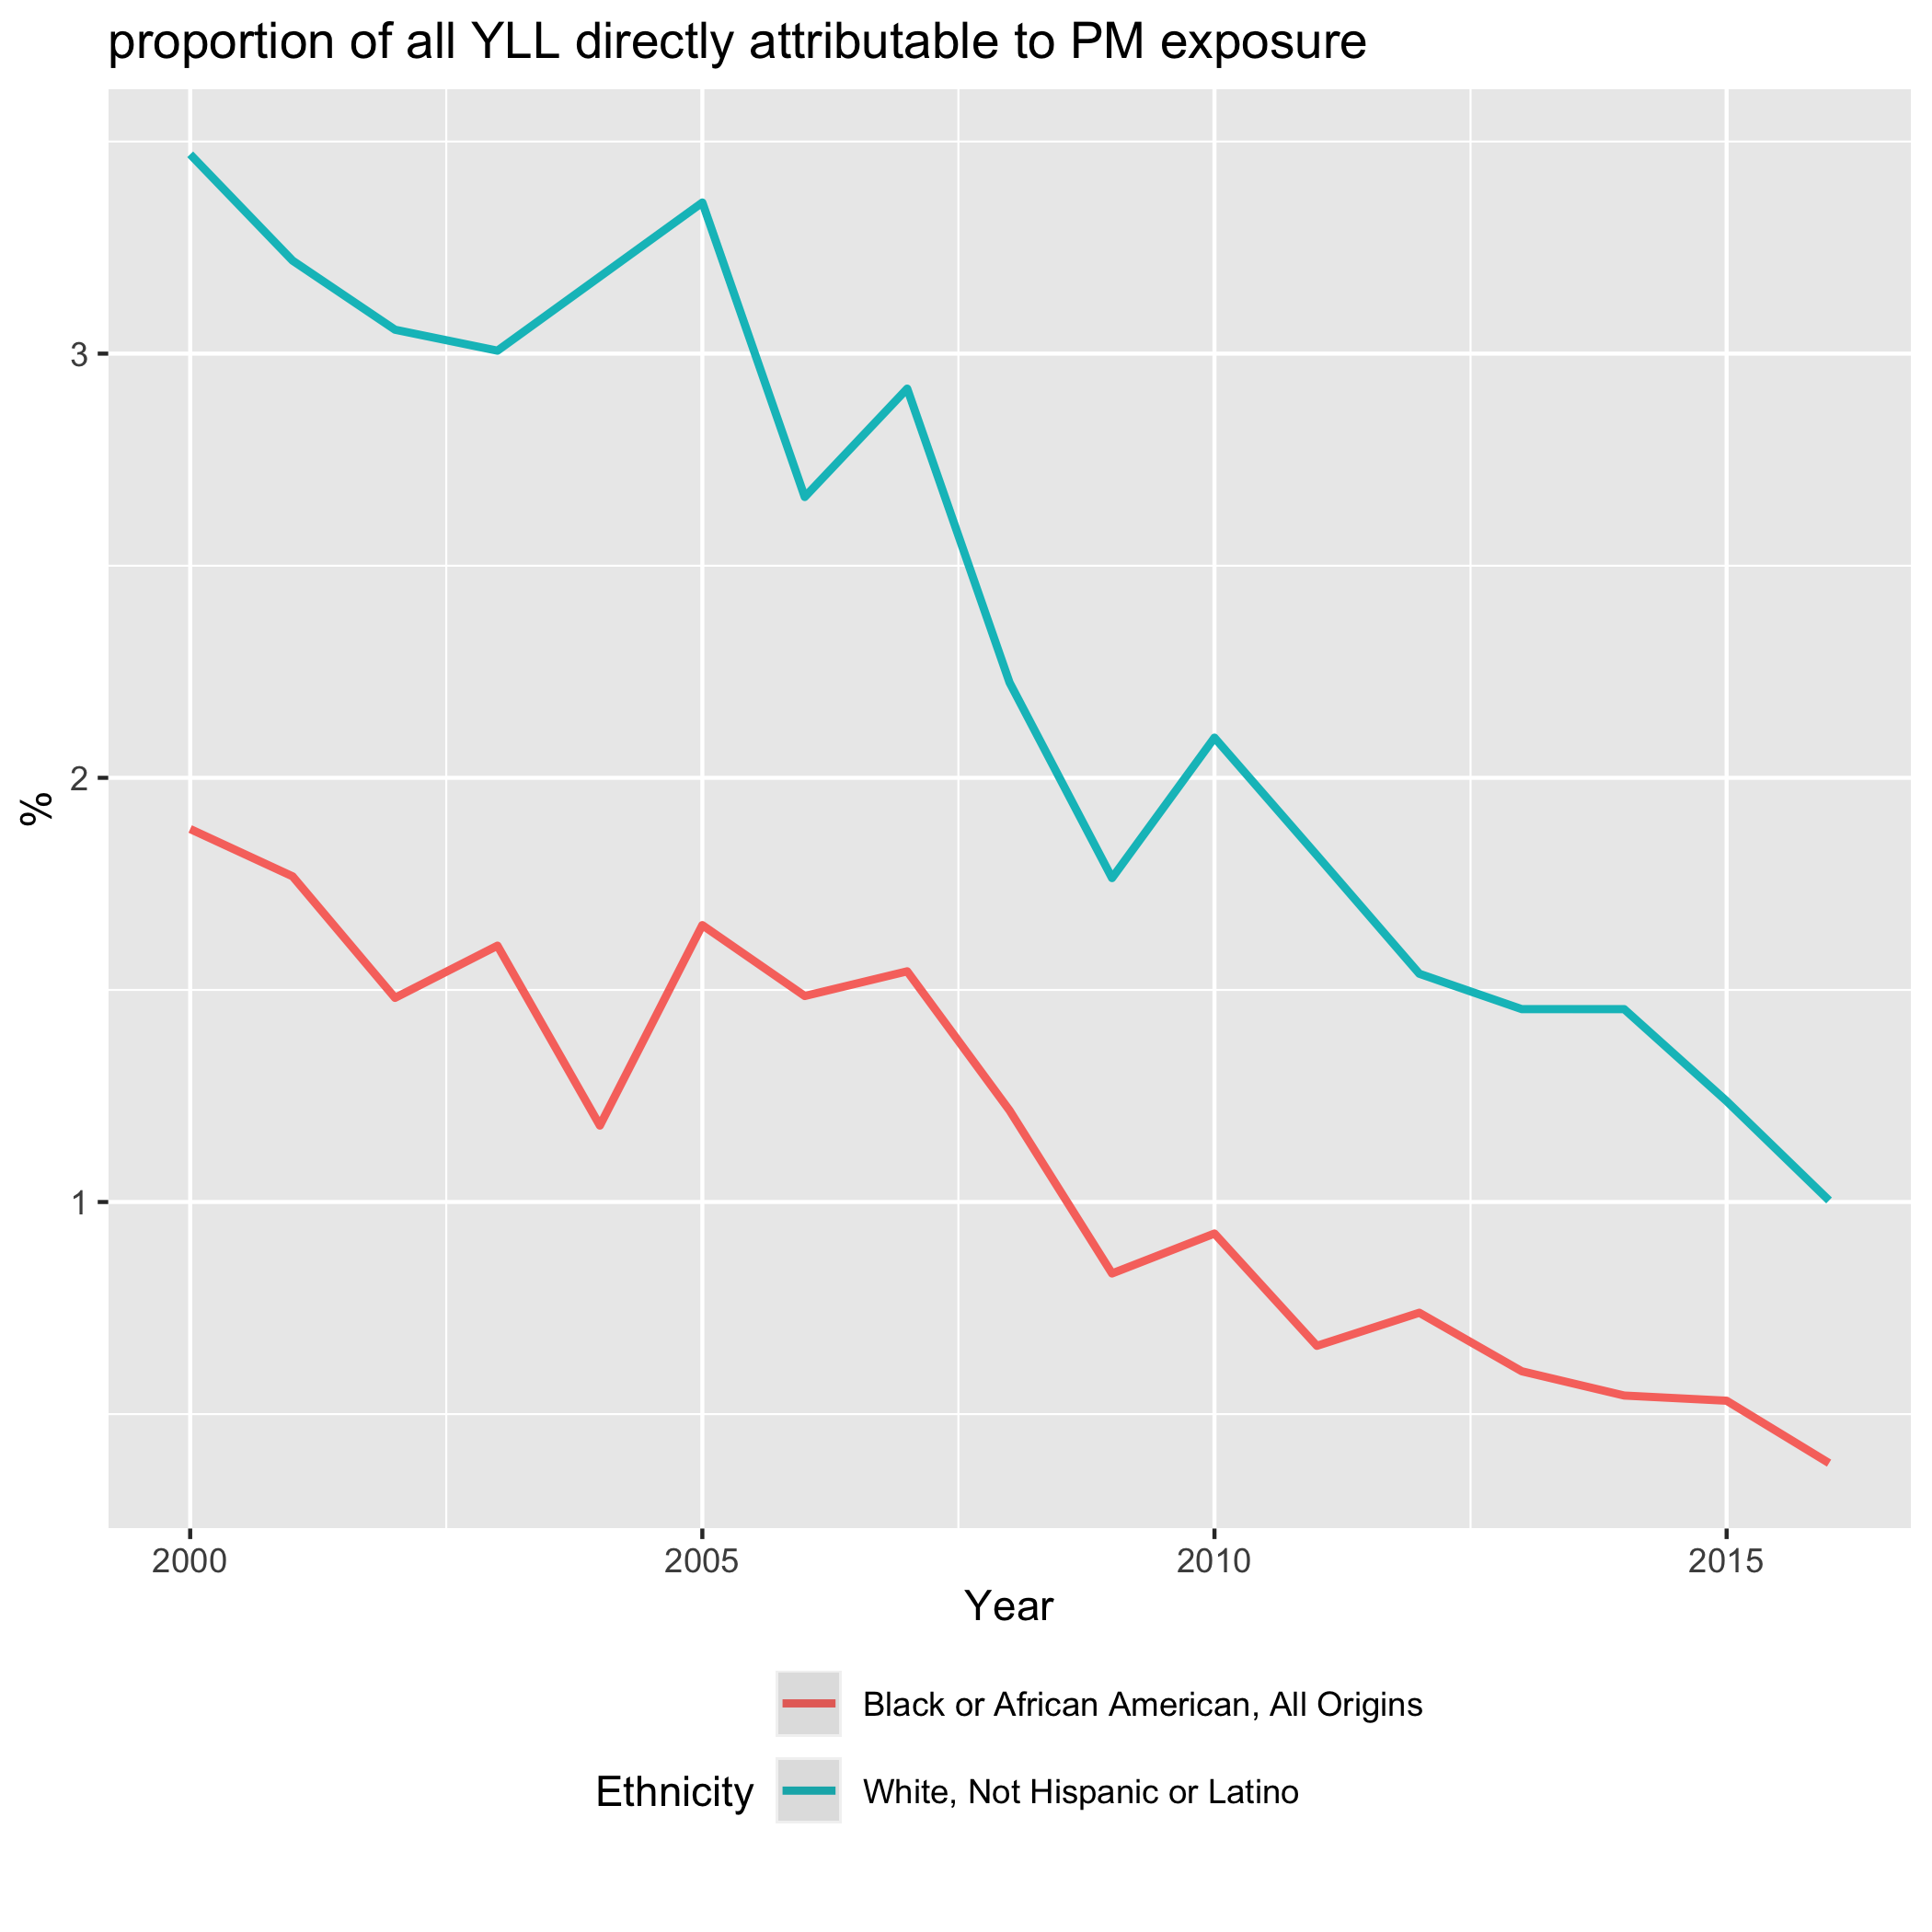 proportion of all YLL directly attributable to PM exposure
3
2
1
%
2000 2005 2010 2015
Year
Black or African American, All Origins
Ethnicity
White, Not Hispanic or Latino